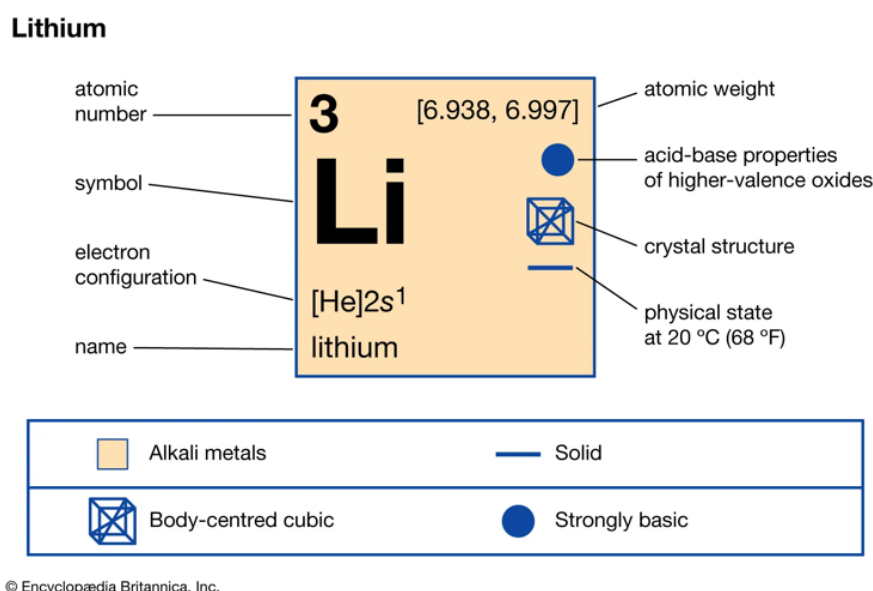 Lithium
atomic
number
symbol
electron
configuration
name
3
[6.938, 6.997]
Li
[He]2s¹
lithium
atomic weight
acid-base properties
of higher-valence oxides
crystal structure
physical state
at 20 ºC (68 ºF)
Alkali metals
Solid
Body-centred cubic
Strongly basic
© Encyclopædia Britannica, Inc.